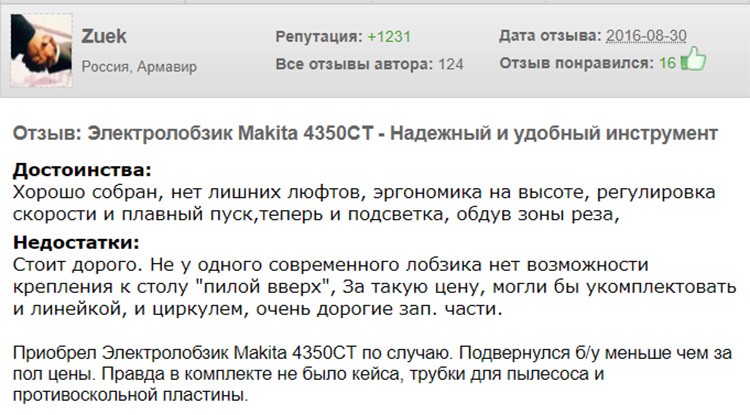 Zuek
Россия, Армавир
Репутация: +1231
Все отзывы автора: 124
Дата отзыва: 2016-08-30
Отзыв понравился: 16
Отзыв: Электролобзик Makita 4350CT - Надежный и удобный инструмент
Достоинства:
Хорошо собран, нет лишних люфтов, эргономика на высоте, регулировка
скорости и плавный пуск,теперь и подсветка, обдув зоны реза,
Недостатки:
Стоит дорого. Не у одного современного лобзика нет возможности
крепления к столу "пилой вверх", За такую цену, могли бы укомплектовать
и линейкой, и циркулем, очень дорогие зап. части.
Приобрел Электролобзик Makita 4350CT по случаю. Подвернулся б/у меньше чем за
пол цены. Правда в комплекте не было кейса, трубки для пылесоса и
противоскольной пластины.